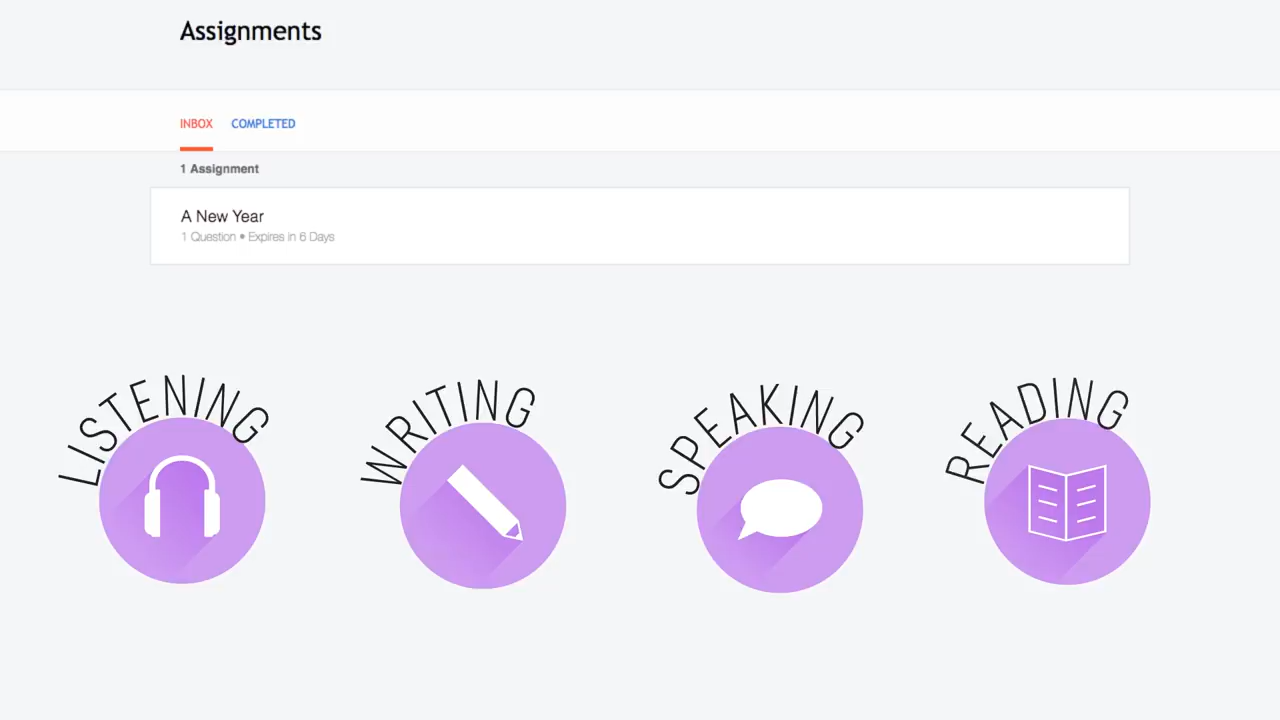 Assignments
INBOX COMPLETED
1 Assignment
A New Year
1 Question • Expires in 6 Days
LISTENING
WRITING
SPEAKING
READING